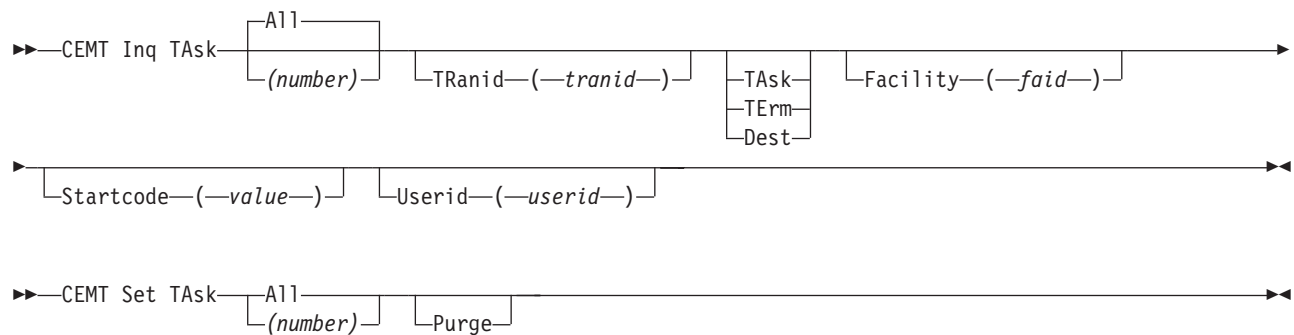 All
CEMT Inq TAsk
(number)
TRanid ( tranid )
TAsk
TErm
Dest
Facility ( faid )
Startcode ( value )
Userid ( userid )
CEMT Set TAsk
All
(number)
Purge